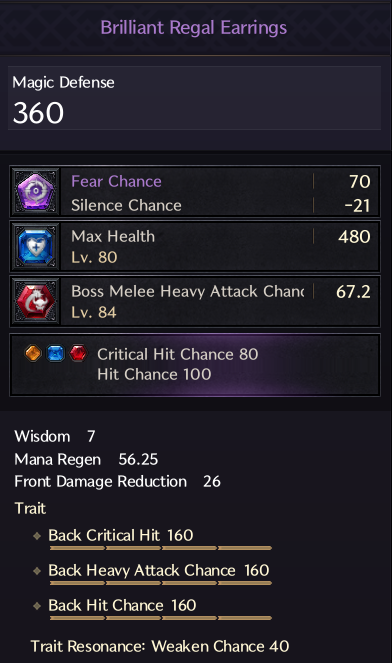 Brilliant Regal Earrings
Magic Defense
360
Fear Chance 70
Silence Chance -21
Max Health 480
Lv. 80
Boss Melee Heavy Attack Chanc 67.2
Lv. 84
Critical Hit Chance 80
Hit Chance 100
Wisdom 7
Mana Regen 56.25
Front Damage Reduction 26
Trait
Back Critical Hit 160
Back Heavy Attack Chance 160
Back Hit Chance 160
Trait Resonance: Weaken Chance 40